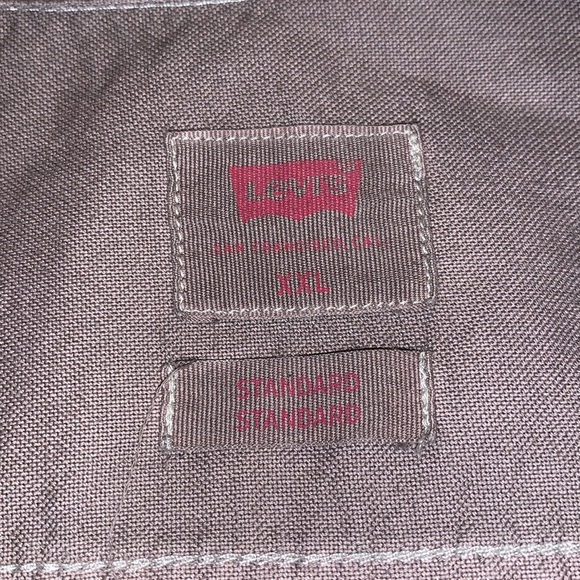 Levi's
SAN FRANCISCO CAL
XXL
STANDARD
STANDARD